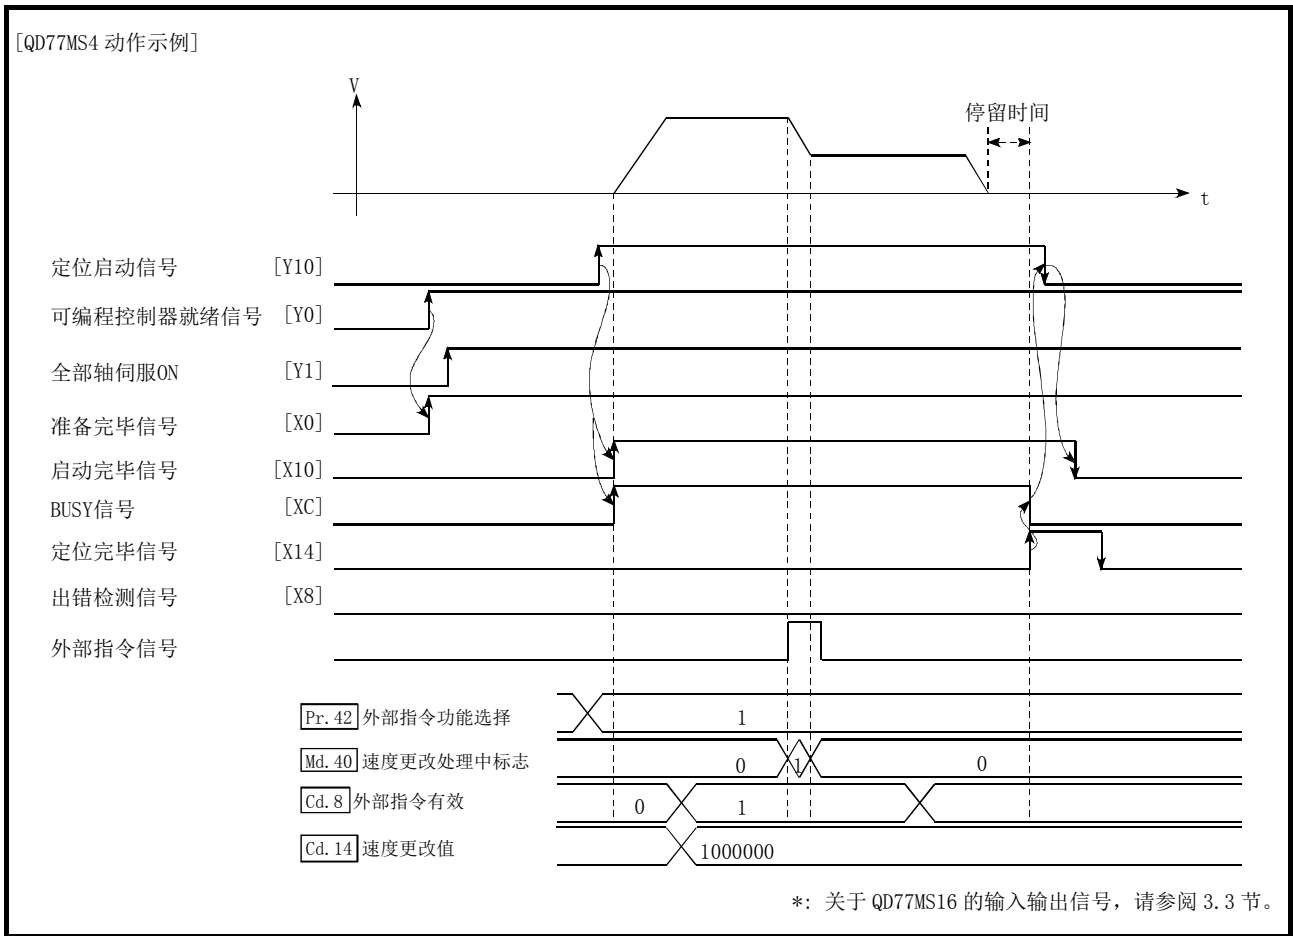 [QD77MS4 动作示例]
V
停留时间
t
定位启动信号 [Y10]
可编程控制器就绪信号 [Y0]
全部轴伺服ON [Y1]
准备完毕信号 [X0]
启动完毕信号 [X10]
BUSY信号 [XC]
定位完毕信号 [X14]
出错检测信号 [X8]
外部指令信号
Pr.42 外部指令功能选择 1
Md.40 速度更改处理中标志 0 1 0
Cd.8 外部指令有效 0 1
Cd.14 速度更改值 1000000
*: 关于 QD77MS16 的输入输出信号，请参阅 3.3 节。